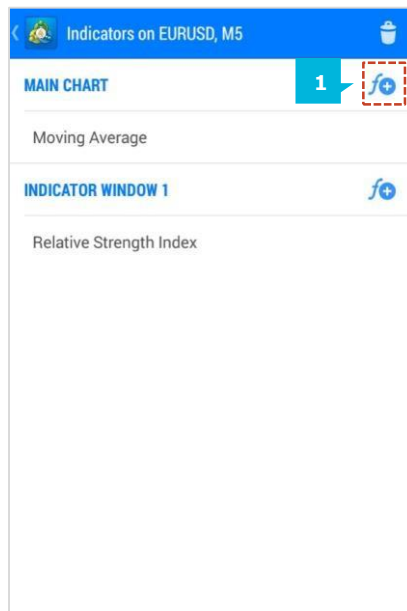 Indicators on EURUSD, M5
MAIN CHART
1
f
Moving Average
INDICATOR WINDOW 1
f
Relative Strength Index